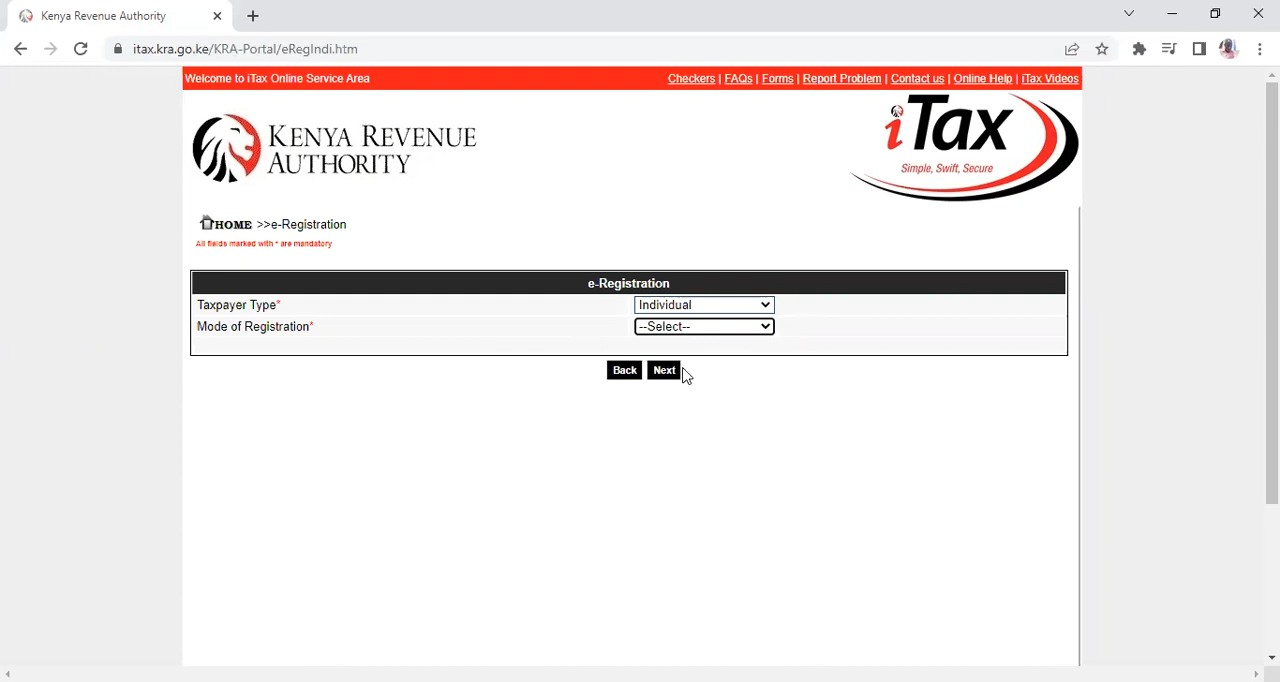 Kenya Revenue Authority
itax.kra.go.ke/KRA-Portal/eRegIndi.htm
Welcome to iTax Online Service Area
Checkers | FAQs | Forms | Report Problem | Contact us | Online Help | iTax Videos
KENYA REVENUE
AUTHORITY
iTax
Simple, Swift, Secure
HOME >>e-Registration
All fields marked with * are mandatory
e-Registration
Taxpayer Type* Individual
Mode of Registration* --Select--
Back Next